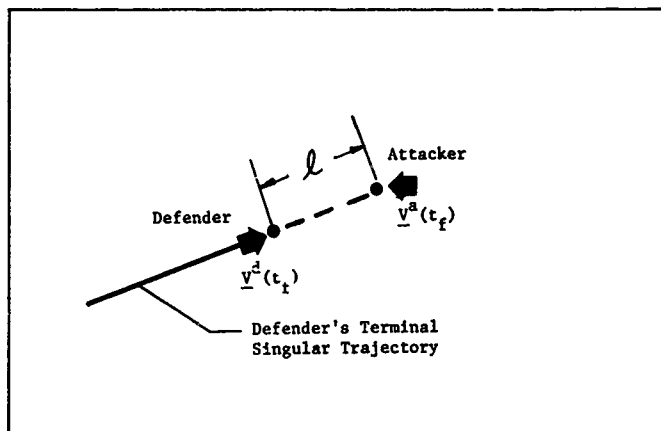 ℓ
Attacker
Defender
V^a(t_f)
V^d(t_f)
Defender's Terminal
Singular Trajectory